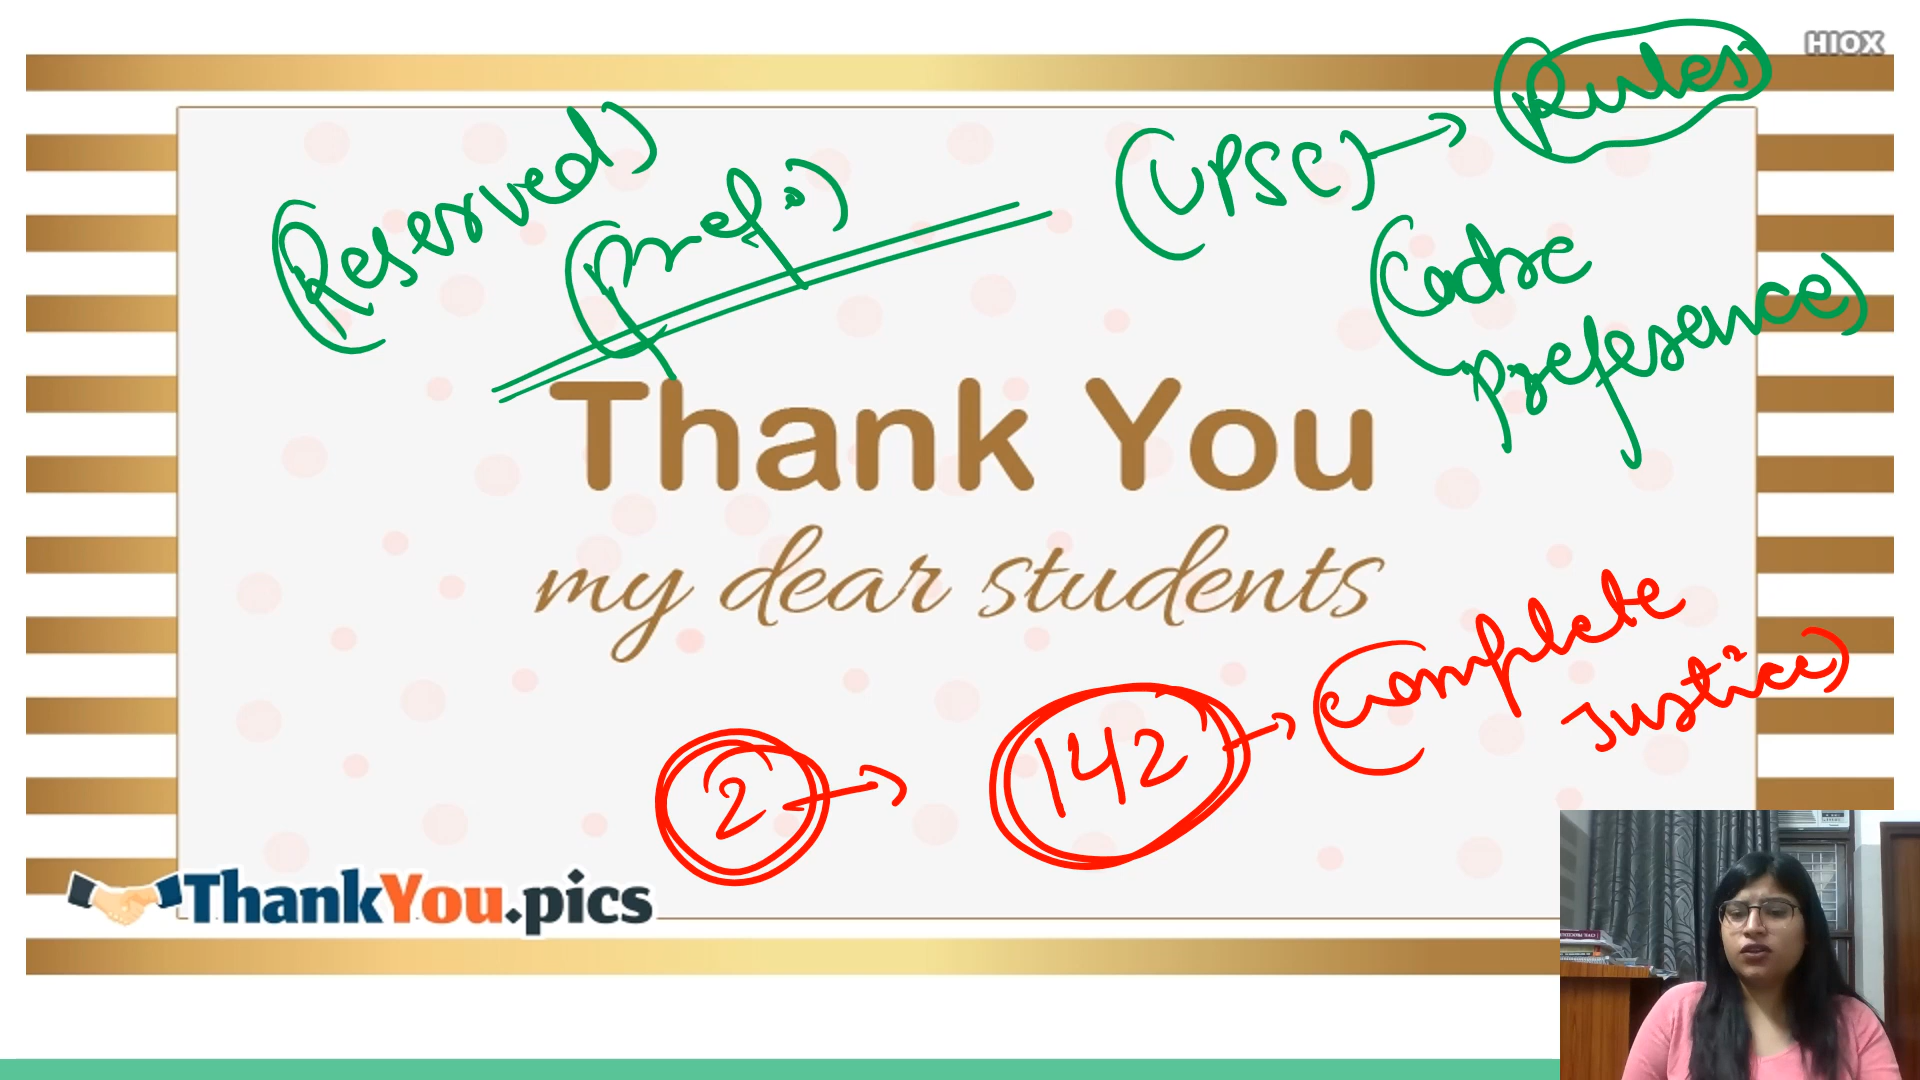 HIOX
(Rules)
(Reserved)
(pref.)
(UPSC) →
(Cadre
preference)
Thank You
my dear students
2 → 142 → (complete
Justice)
ThankYou.pics